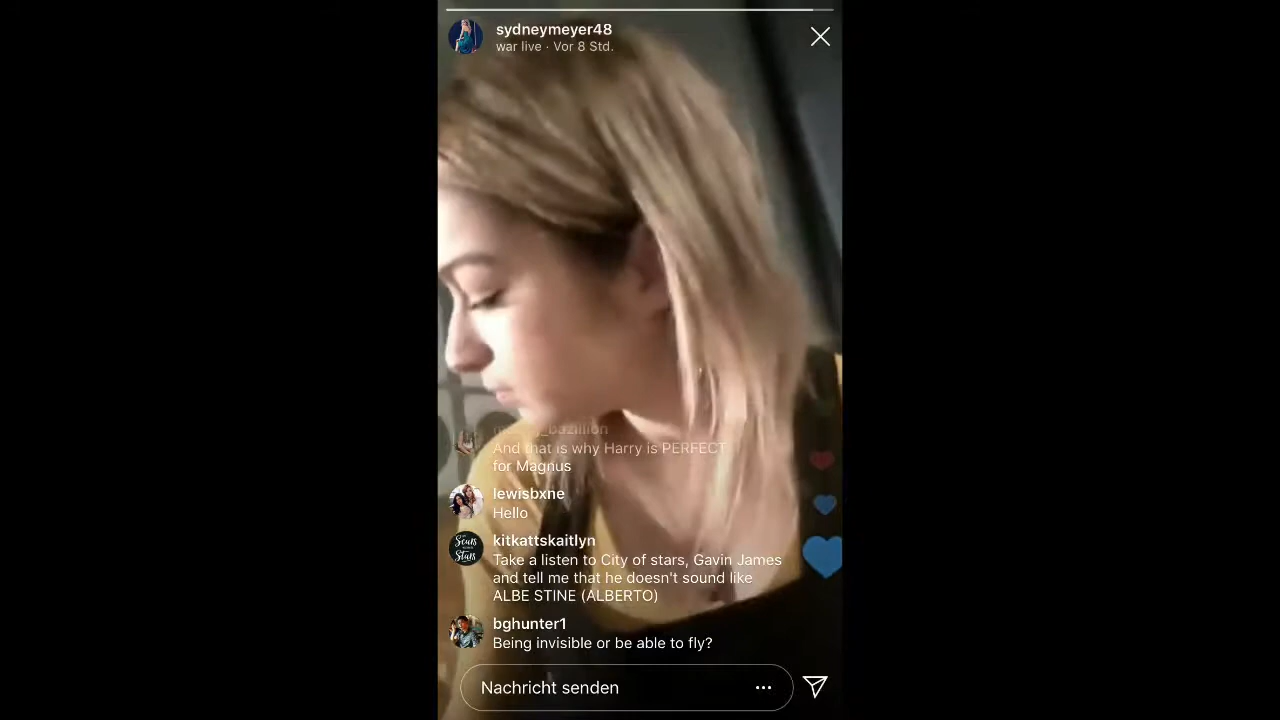 sydneymeyer48
war live · Vor 8 Std.
And that is why Harry is PERFECT
for Magnus
lewisbxne
Hello
kitkattskaitlyn
Take a listen to City of stars, Gavin James
and tell me that he doesn't sound like
ALBE STINE (ALBERTO)
bghunter1
Being invisible or be able to fly?
Nachricht senden